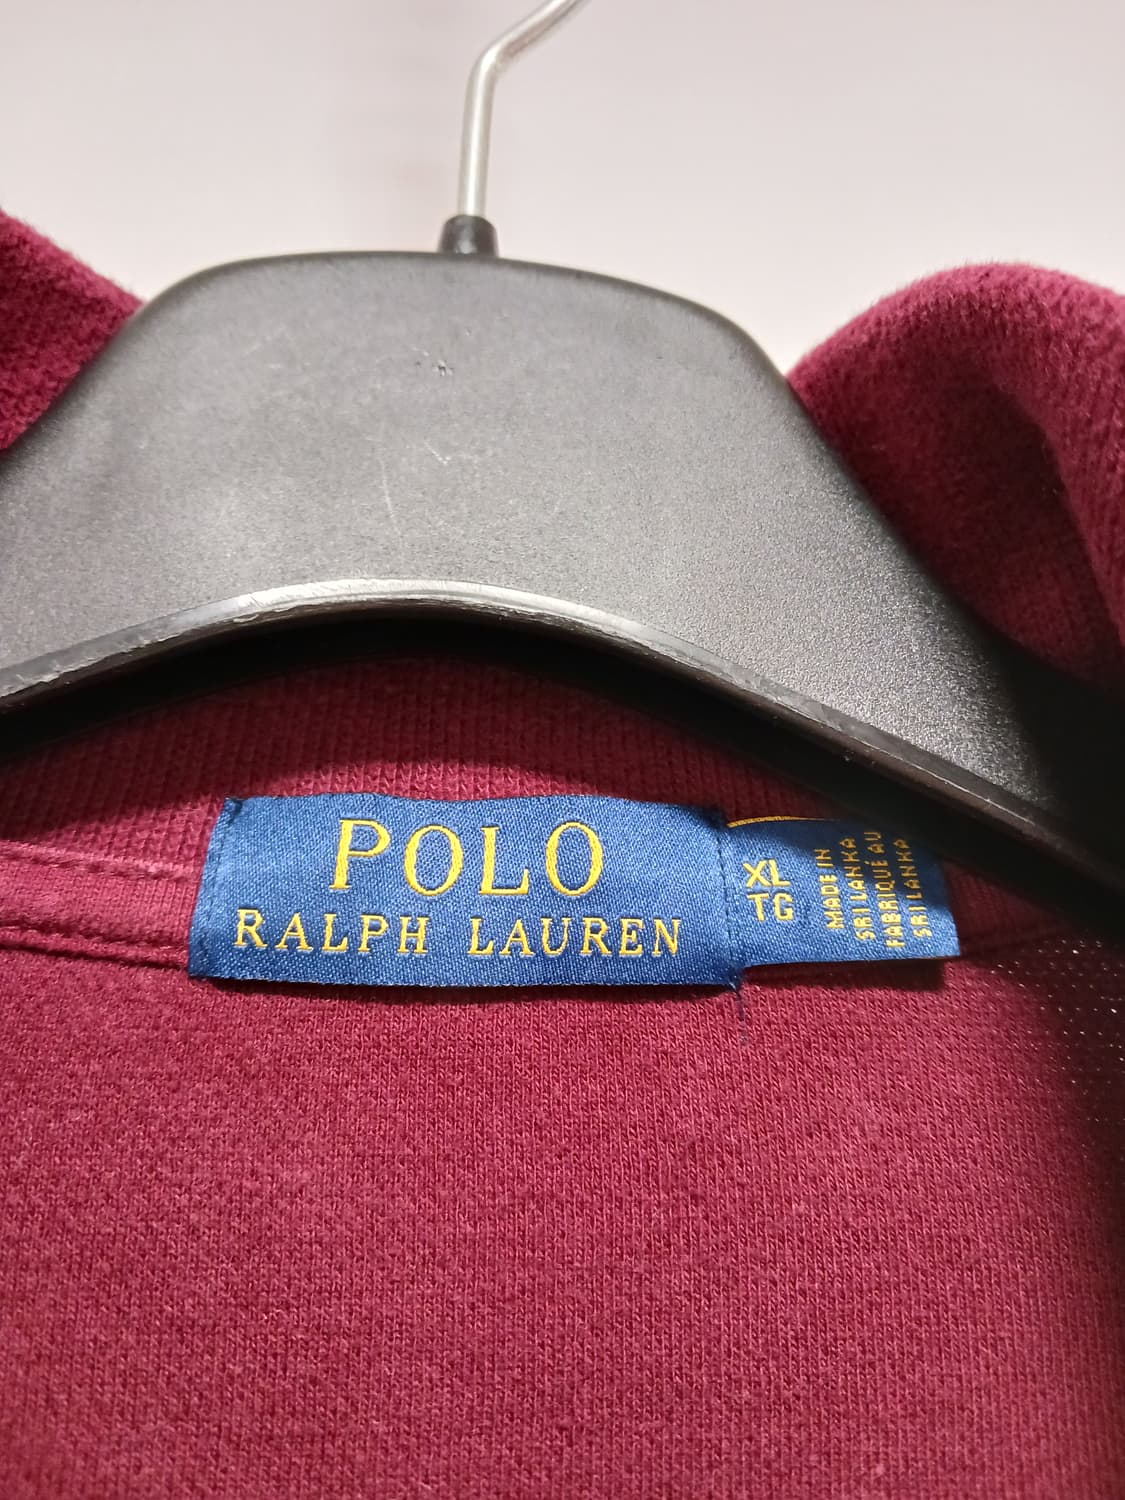 POLO
RALPH LAUREN
XL
TG
MADE IN
SRI LANKA
FABRIQUÉ AU
SRI LANKA